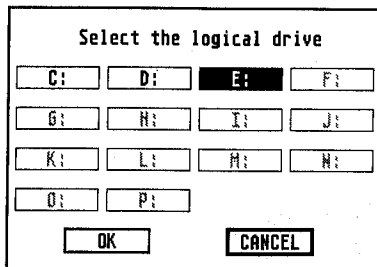 Select the logical drive
C: D: E: F:
G: H: I: J:
K: L: M: N:
O: P:
OK CANCEL